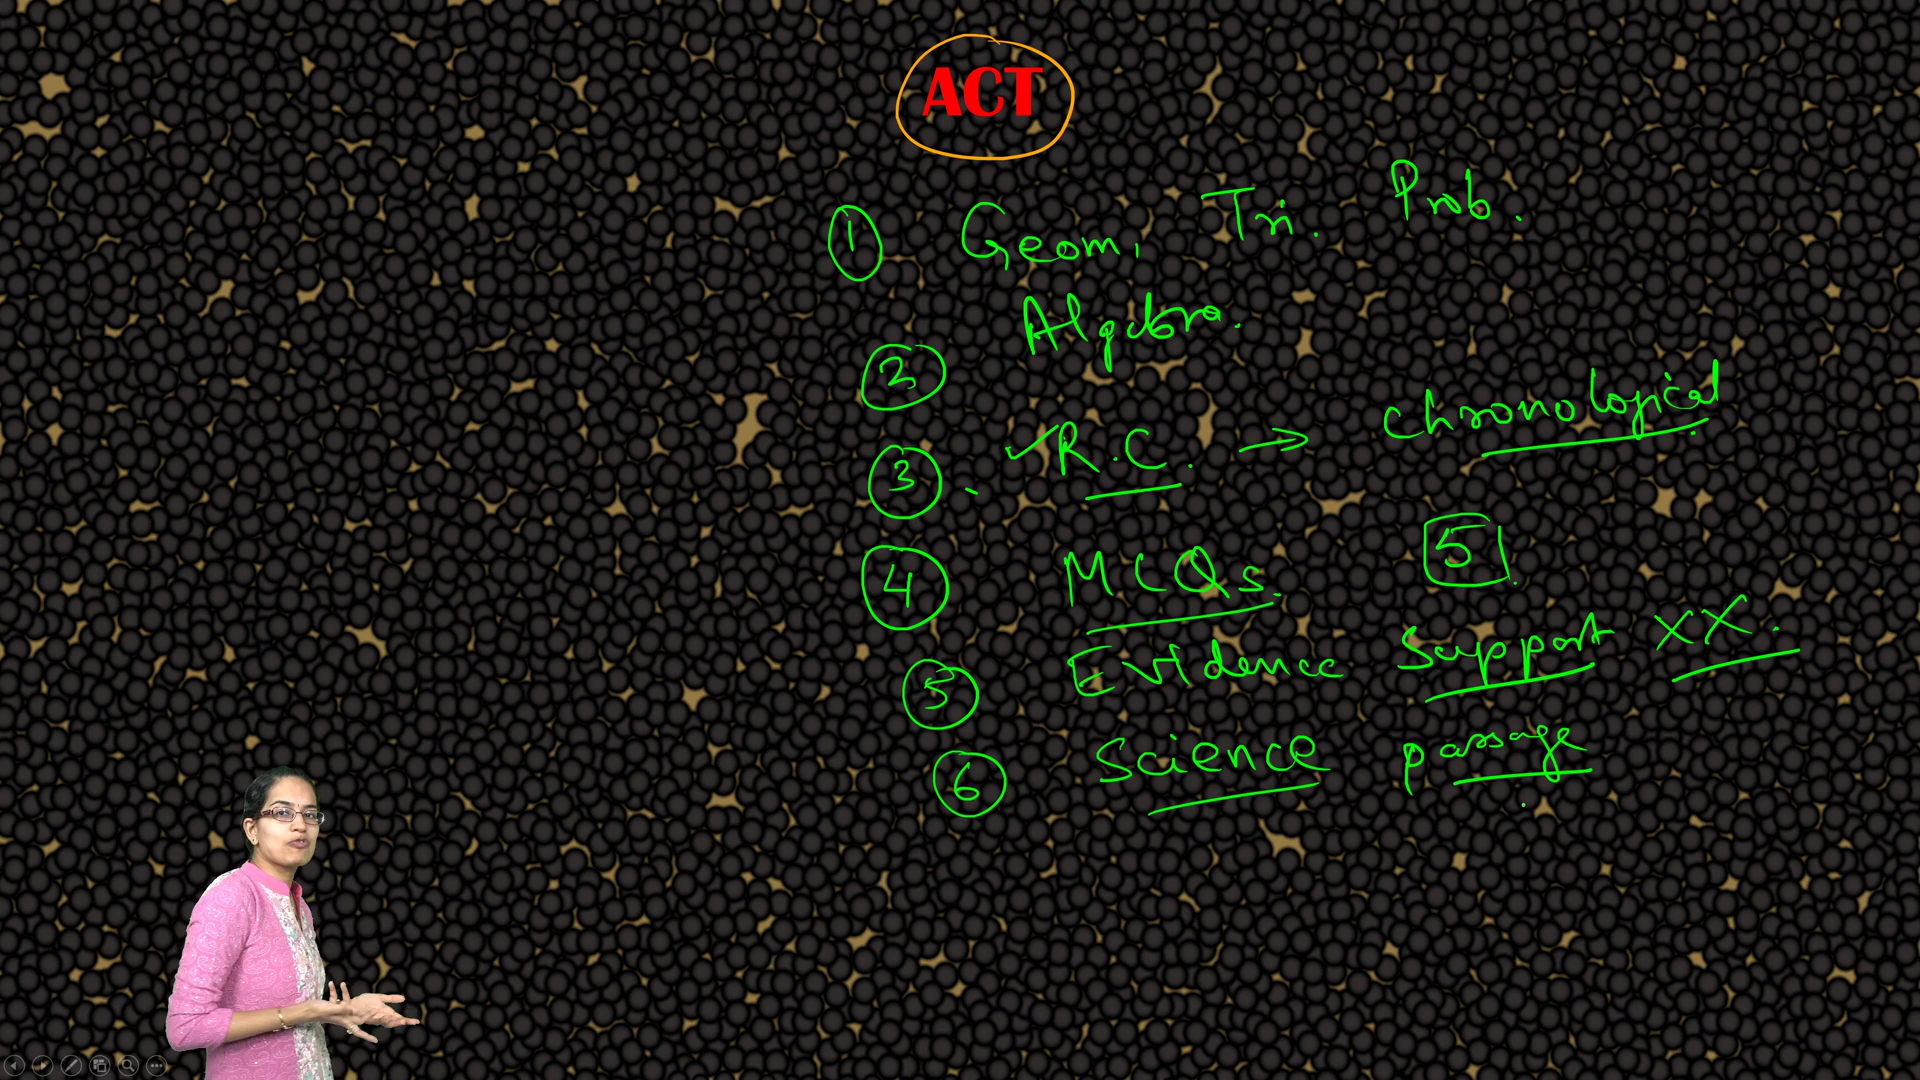 ACT
1 Geom, Tri. Prob.
Algebra.
2
3 - ✓R.C. → chronological
4 MCQs. 5
5 Evidence Support XX.
6 Science passage